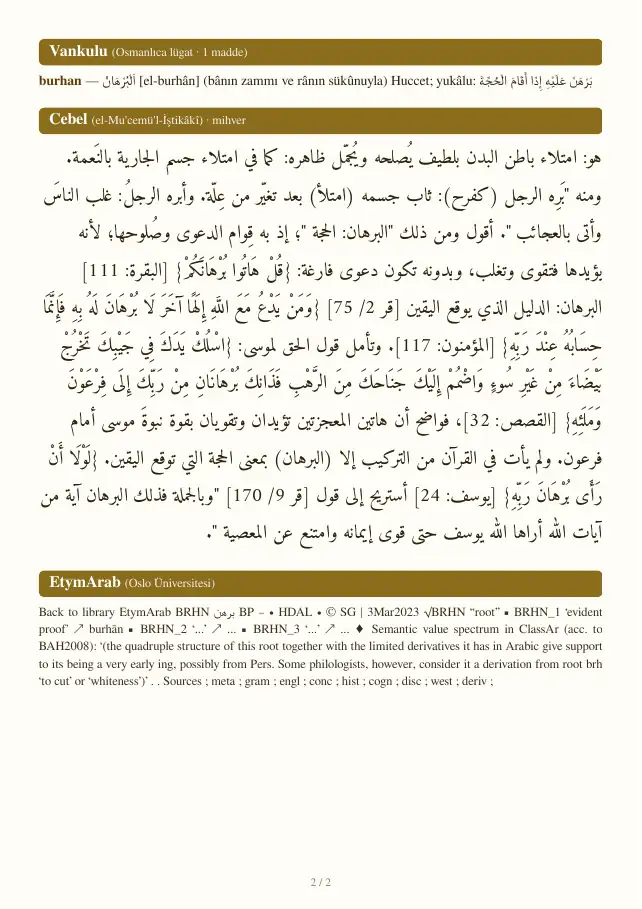 Vankulu (Osmanlıca lügat · 1 madde)
burhan — اَلْبُرْهَانُ [el-burhân] (bânın zammı ve rânın sükûnuyla) Huccet; yukâlu: بَرْهَنَ عَلَيْهِ إِذَا أَقَامَ الْحُجَّةَ
Cebel (el-Mu'cemü'l-İştikâkî) · mihver
هو: امتلاء باطن البدن بلطيف يُصلحه ويُجمّل ظاهره: كما في امتلاء جسم الجارية بالنَعمة.
ومنه "بَرِه الرجل (كفرح): ثاب جسمه (امتلأ) بعد تغيّر من عِلّة. وأبره الرجلُ: غلب الناسَ
وأتى بالعجائب ". أقول ومن ذلك "البرهان: الحجة "؛ إذ به قِوام الدعوى وصُلوحها؛ لأنه
يؤيدها فتقوى وتغلب، وبدونه تكون دعوى فارغة: {قُلْ هَاتُوا بُرْهَانَكُمْ} [البقرة: 111]
البرهان: الدليل الذي يوقع اليقين [قر 2/ 75] {وَمَنْ يَدْعُ مَعَ اللَّهِ إِلَهًا آخَرَ لَا بُرْهَانَ لَهُ بِهِ فَإِنَّمَا
حِسَابُهُ عِنْدَ رَبِّهِ} [المؤمنون: 117]. وتأمل قول الحق لموسى: {اسْلُكْ يَدَكَ فِي جَيْبِكَ تَخْرُجْ
بَيْضَاءَ مِنْ غَيْرِ سُوءٍ وَاضْمُمْ إِلَيْكَ جَنَاحَكَ مِنَ الرَّهْبِ فَذَانِكَ بُرْهَانَانِ مِنْ رَبِّكَ إِلَى فِرْعَوْنَ
وَمَلَئِهِ} [القصص: 32]، فواضح أن هاتين المعجزتين تؤيدان وتقويان بقوة نبوةَ موسى أمام
فرعون. ولم يأت في القرآن من التركيب إلا (البرهان) بمعنى الحجة التي توقع اليقين. {لَوْلَا أَنْ
رَأَى بُرْهَانَ رَبِّهِ} [يوسف: 24] أستريح إلى قول [قر 9/ 170] "وبالجملة فذلك البرهان آية من
آيات الله أراها الله يوسف حتى قوى إيمانه وامتنع عن المعصية ".
EtymArab (Oslo Üniversitesi)
Back to library EtymArab BRHN برهن BP – • HDAL • © SG | 3Mar2023 √BRHN “root” ▪ BRHN_1 ‘evident
proof’ ↗ burhān ▪ BRHN_2 ‘...’ ↗ ... ▪ BRHN_3 ‘...’ ↗ ... ♦ Semantic value spectrum in ClassAr (acc. to
BAH2008): ‘(the quadruple structure of this root together with the limited derivatives it has in Arabic give support
to its being a very early ing, possibly from Pers. Some philologists, however, consider it a derivation from root brh
‘to cut’ or ‘whiteness’)’ . . Sources ; meta ; gram ; engl ; conc ; hist ; cogn ; disc ; west ; deriv ;
2 / 2